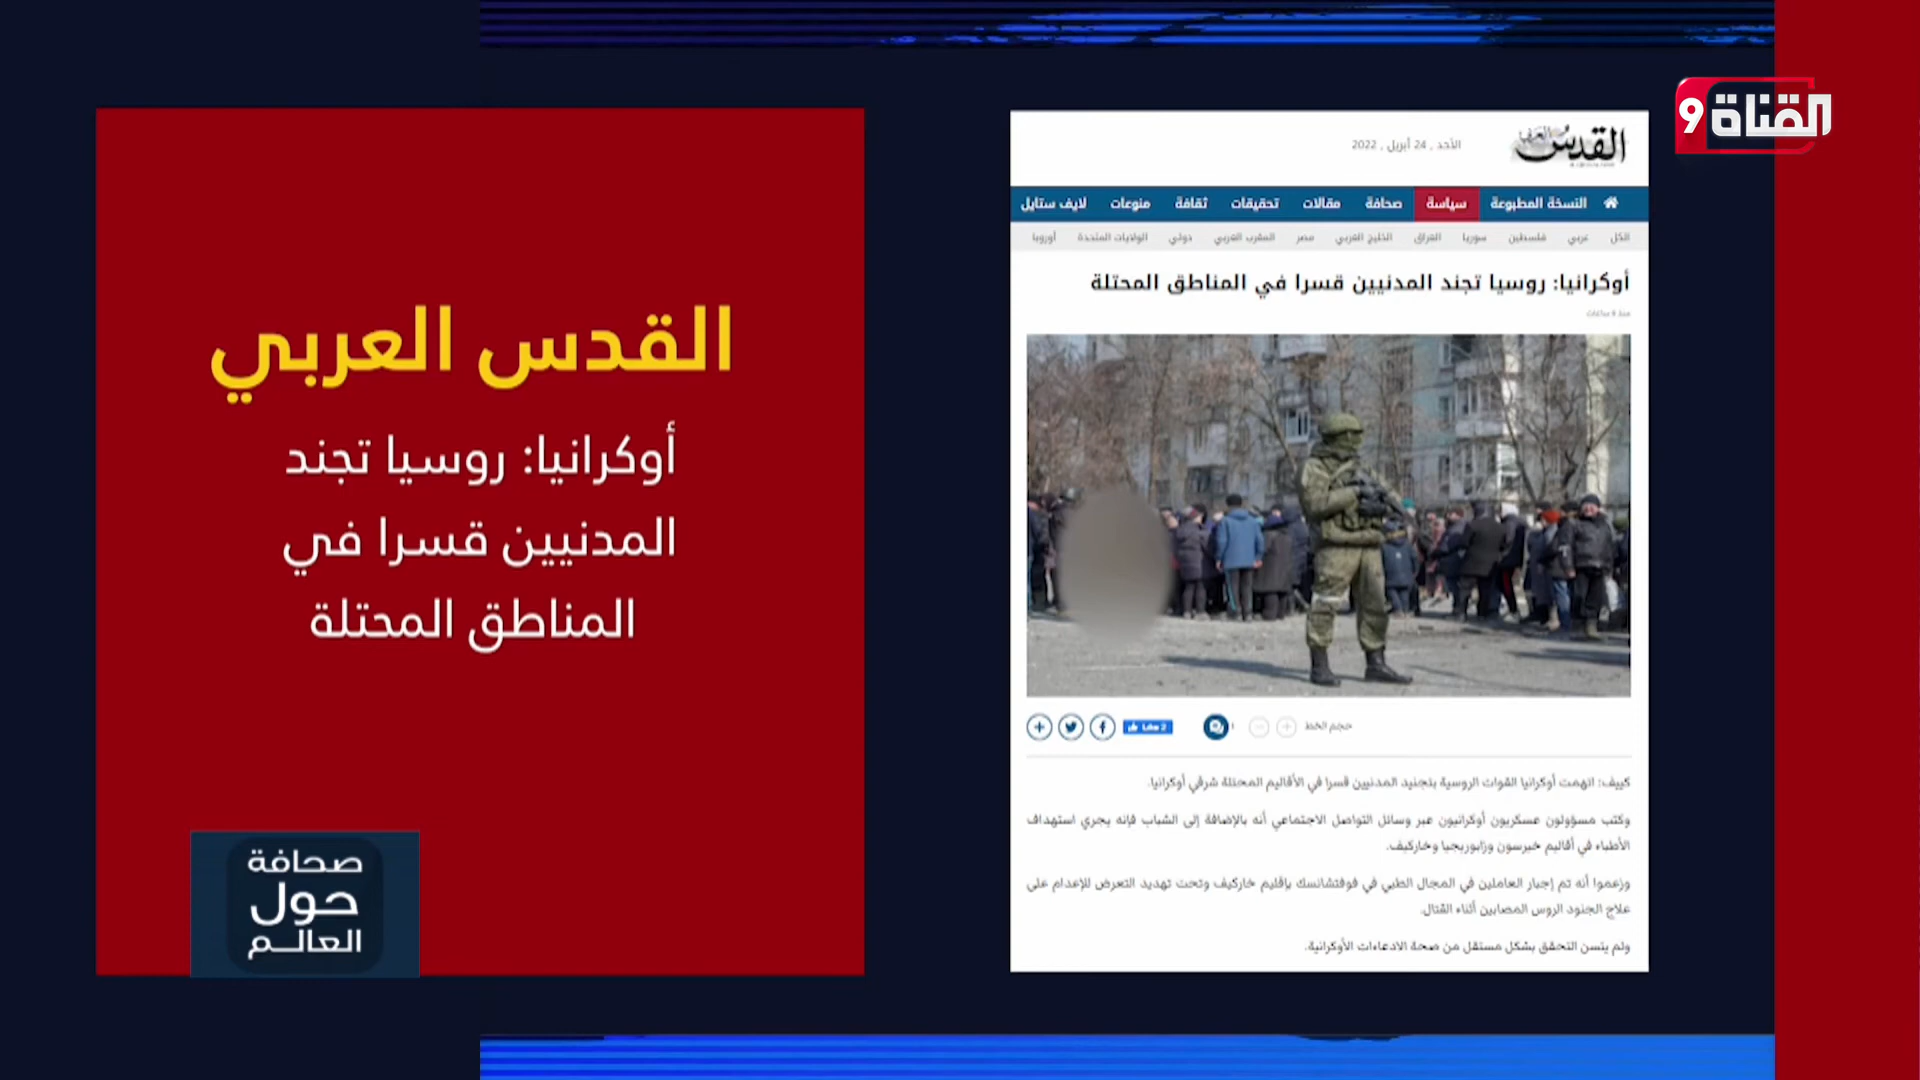 القناة 9
القدس العربي
أوكرانيا: روسيا تجند
المدنيين قسرا في
المناطق المحتلة
صحافة
حول
العالم
القدس العربي
الأحد , 24 أبريل , 2022
النسخة المطبوعة سياسة صحافة مقالات تحقيقات ثقافة منوعات لايف ستايل
الكل عربي فلسطين سوريا العراق الخليج العربي مصر المغرب العربي دولي الولايات المتحدة أوروبا
أوكرانيا: روسيا تجند المدنيين قسرا في المناطق المحتلة
منذ 6 ساعات
حجم الخط
1
Like 2
كييف: اتهمت أوكرانيا القوات الروسية بتجنيد المدنيين قسرا في الأقاليم المحتلة شرقي أوكرانيا.
وكتب مسؤولون عسكريون أوكرانيون عبر وسائل التواصل الاجتماعي أنه بالإضافة إلى الشباب فإنه يجري استهداف
الأطباء في أقاليم خيرسون وزابوريجيا وخاركيف.
وزعموا أنه تم إجبار العاملين في المجال الطبي في فوفتشانسك بإقليم خاركيف وتحت تهديد التعرض للإعدام على
علاج الجنود الروس المصابين أثناء القتال.
ولم يتسن التحقق بشكل مستقل من صحة الادعاءات الأوكرانية.